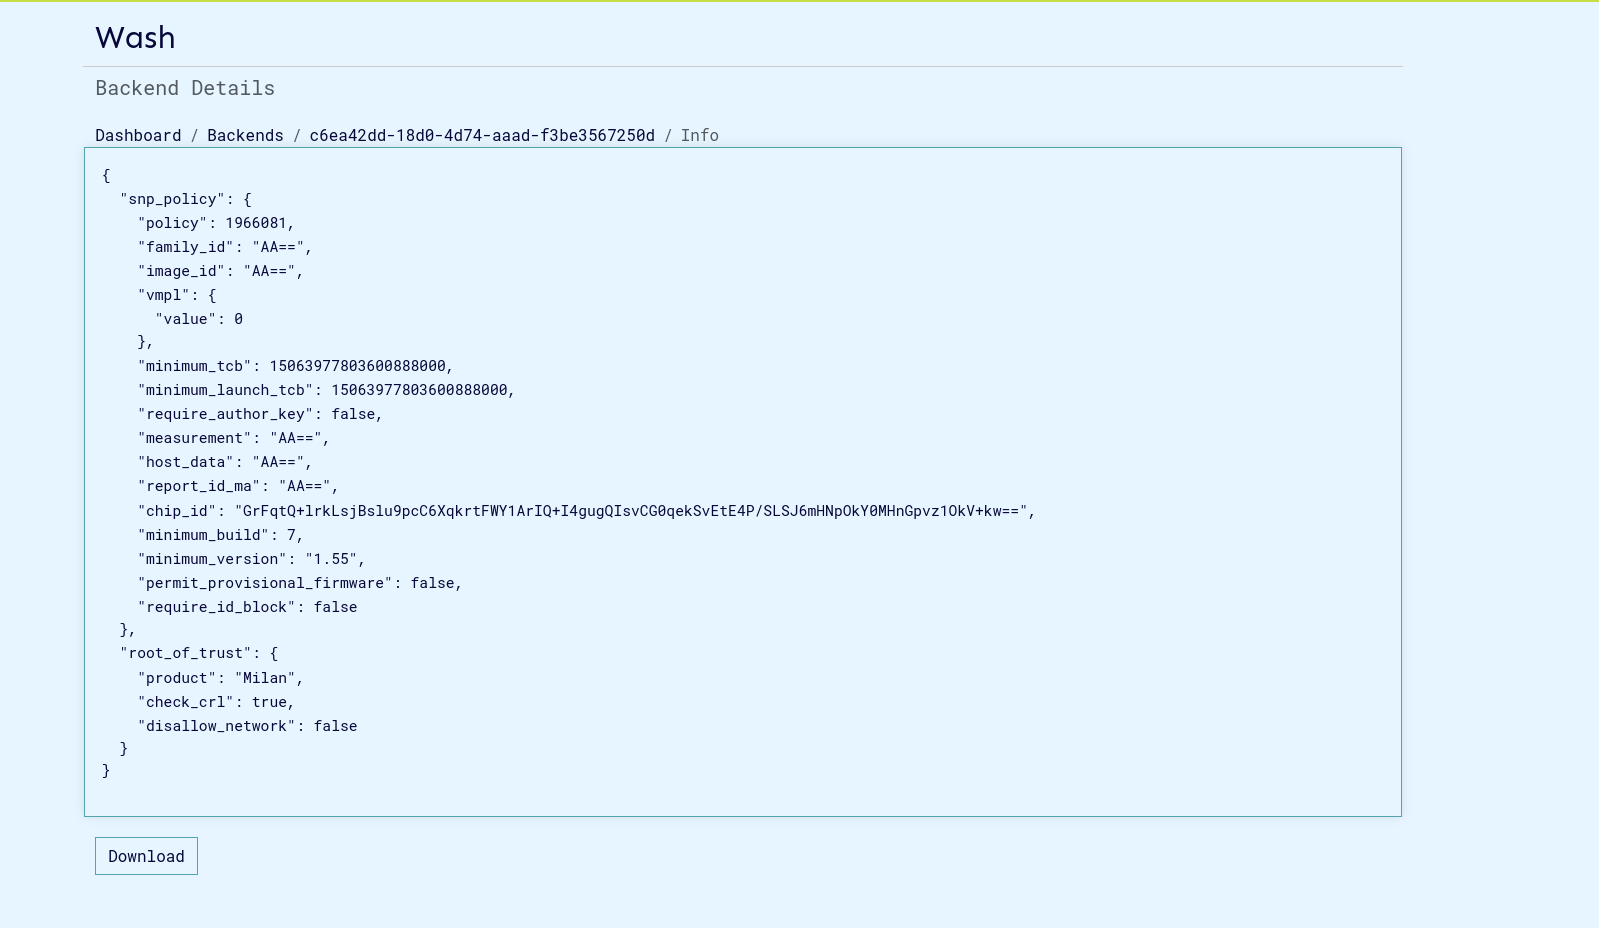 Wash
Backend Details
Dashboard / Backends / c6ea42dd-18d0-4d74-aaad-f3be3567250d / Info
{
  "snp_policy": {
    "policy": 1966081,
    "family_id": "AA==",
    "image_id": "AA==",
    "vmpl": {
      "value": 0
    },
    "minimum_tcb": 15063977803600888000,
    "minimum_launch_tcb": 15063977803600888000,
    "require_author_key": false,
    "measurement": "AA==",
    "host_data": "AA==",
    "report_id_ma": "AA==",
    "chip_id": "GrFqtQ+lrkLsjBslu9pcC6XqkrtFWY1ArIQ+I4gugQIsvCG0qekSvEtE4P/SLSJ6mHNpOkY0MHnGpvz1OkV+kw==",
    "minimum_build": 7,
    "minimum_version": "1.55",
    "permit_provisional_firmware": false,
    "require_id_block": false
  },
  "root_of_trust": {
    "product": "Milan",
    "check_crl": true,
    "disallow_network": false
  }
}
Download